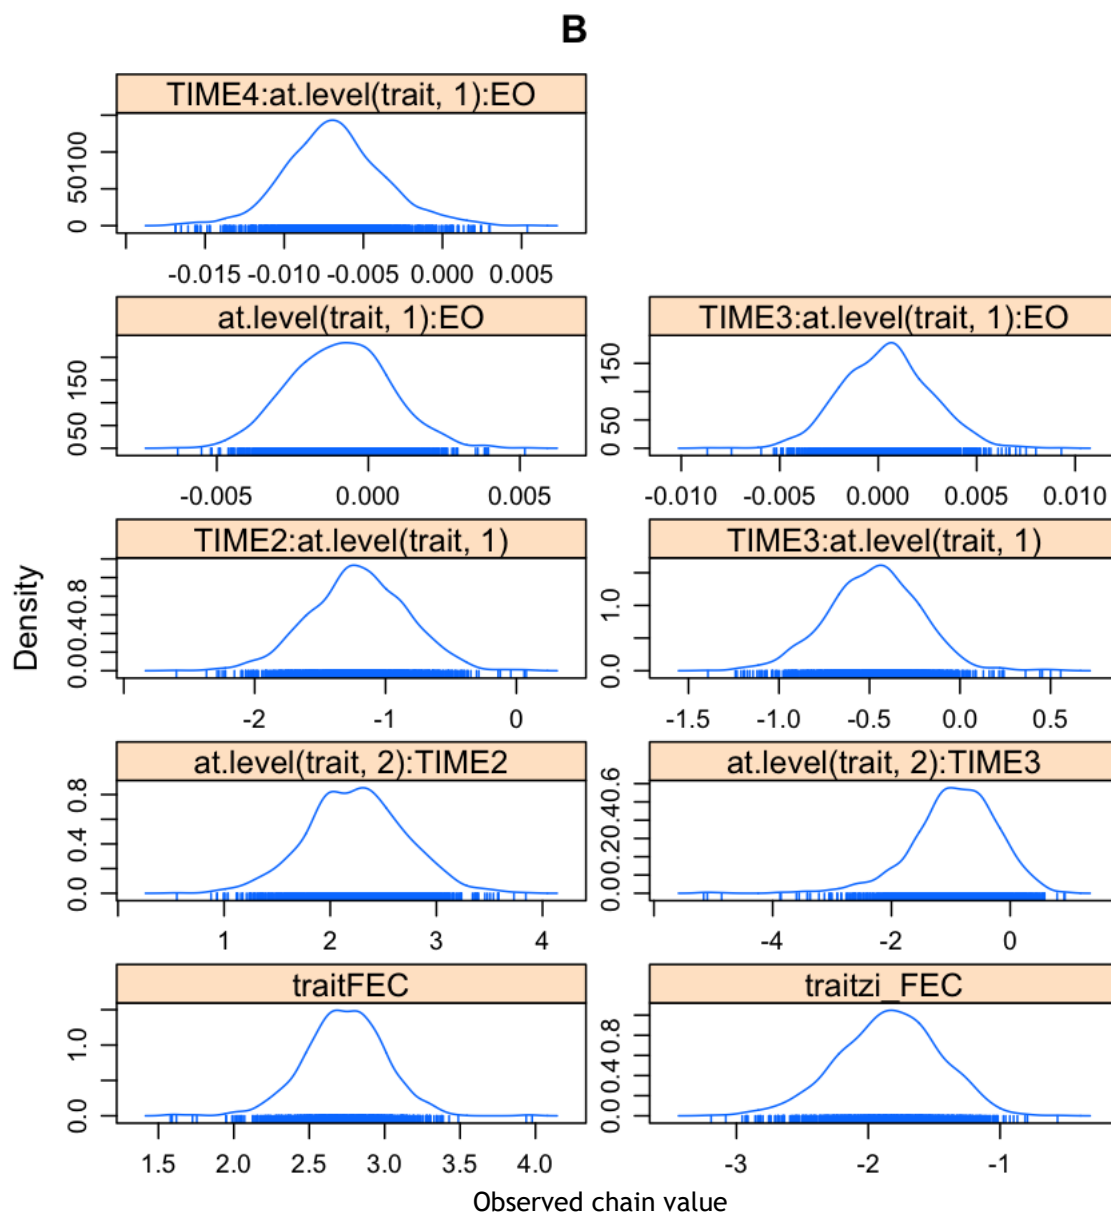 B
TIME4:at.level(trait, 1):EO
0 50100
-0.015 -0.010 -0.005 0.000 0.005
at.level(trait, 1):EO TIME3:at.level(trait, 1):EO
0 50 150 0 50 150
-0.005 0.000 0.005 -0.010 -0.005 0.000 0.005 0.010
TIME2:at.level(trait, 1) TIME3:at.level(trait, 1)
Density
0.00.40.8 0.0 1.0
-2 -1 0 -1.5 -1.0 -0.5 0.0 0.5
at.level(trait, 2):TIME2 at.level(trait, 2):TIME3
0.0 0.4 0.8 0.00.20.40.6
1 2 3 4 -4 -2 0
traitFEC traitzi_FEC
0.0 1.0 0.0 0.4 0.8
1.5 2.0 2.5 3.0 3.5 4.0 -3 -2 -1
Observed chain value